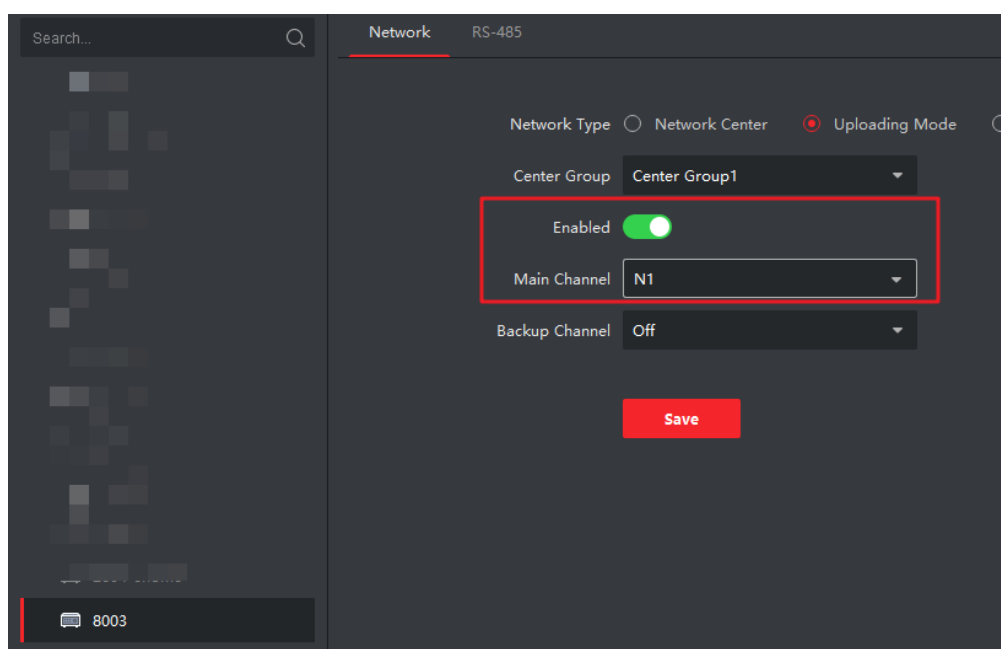 Search...
Network RS-485
Network Type Network Center Uploading Mode
Center Group Center Group1
Enabled
Main Channel N1
Backup Channel Off
Save
8003